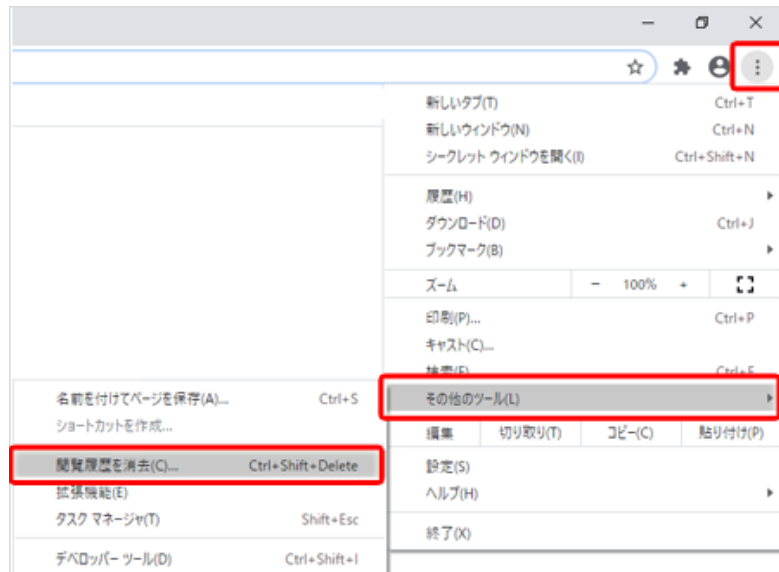 新しいタブ(T) Ctrl+T
新しいウィンドウ(N) Ctrl+N
シークレット ウィンドウを開く(I) Ctrl+Shift+N
履歴(H)
ダウンロード(D) Ctrl+J
ブックマーク(B)
ズーム - 100% +
印刷(P)... Ctrl+P
キャスト(C)...
検索(F) Ctrl+F
その他のツール(L)
編集 切り取り(T) コピー(C) 貼り付け(P)
設定(S)
ヘルプ(H)
終了(X)
名前を付けてページを保存(A)... Ctrl+S
ショートカットを作成...
閲覧履歴を消去(C)... Ctrl+Shift+Delete
拡張機能(E)
タスク マネージャ(T) Shift+Esc
デベロッパー ツール(D) Ctrl+Shift+I